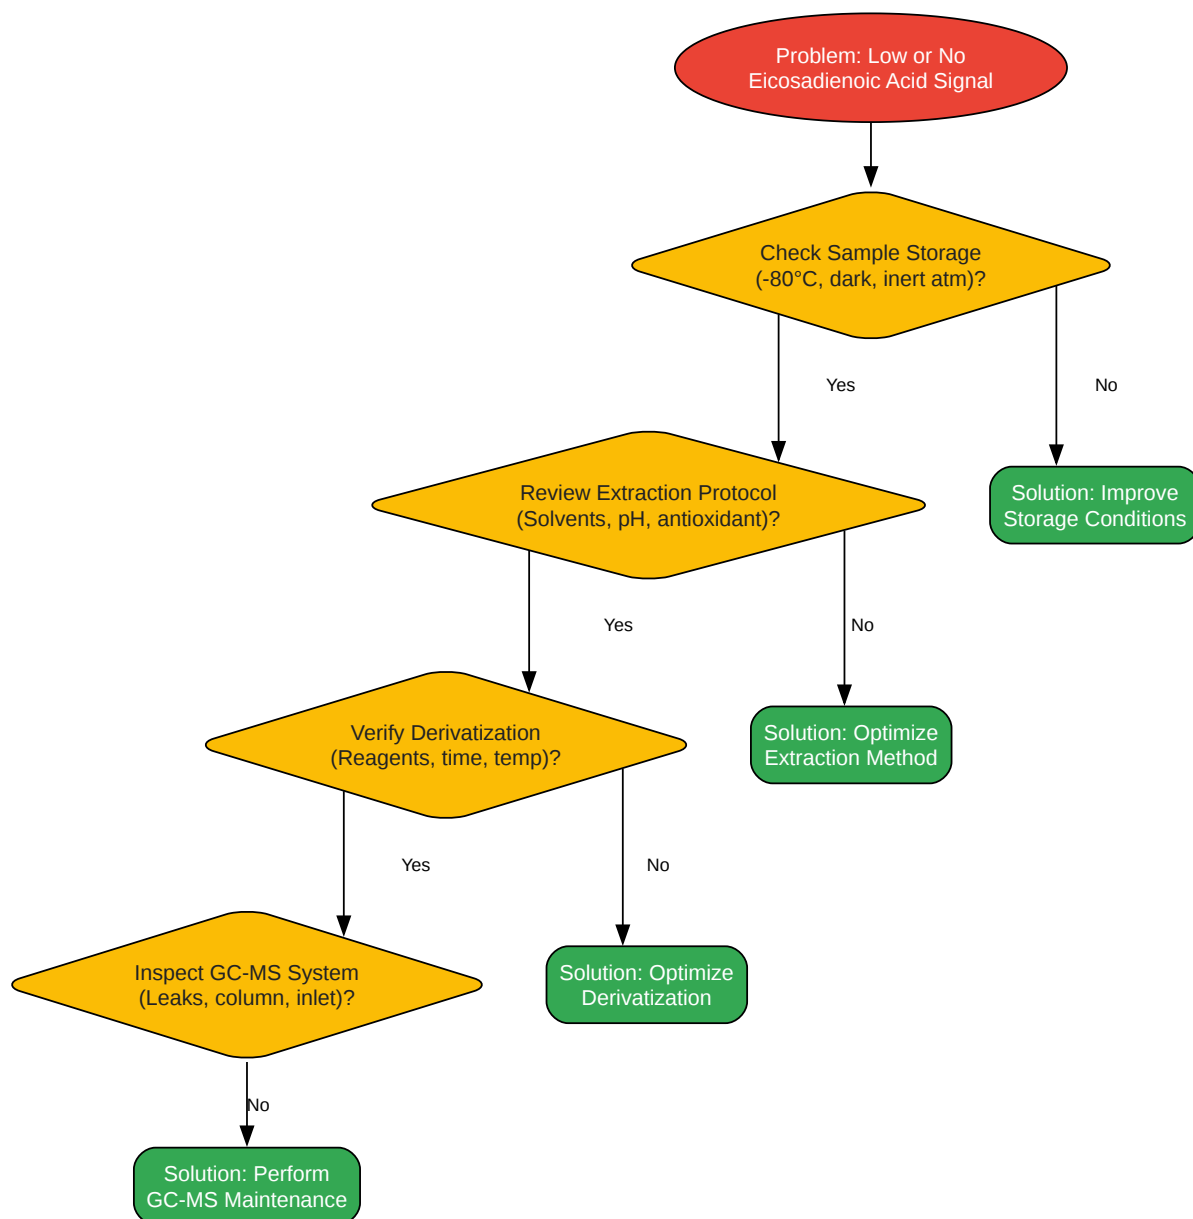 Problem: Low or No
Eicosadienoic Acid Signal
Check Sample Storage
(-80°C, dark, inert atm)?
Yes
No
Review Extraction Protocol
(Solvents, pH, antioxidant)?
Solution: Improve
Storage Conditions
Yes
No
Verify Derivatization
(Reagents, time, temp)?
Solution: Optimize
Extraction Method
Yes
No
Inspect GC-MS System
(Leaks, column, inlet)?
Solution: Optimize
Derivatization
No
Solution: Perform
GC-MS Maintenance